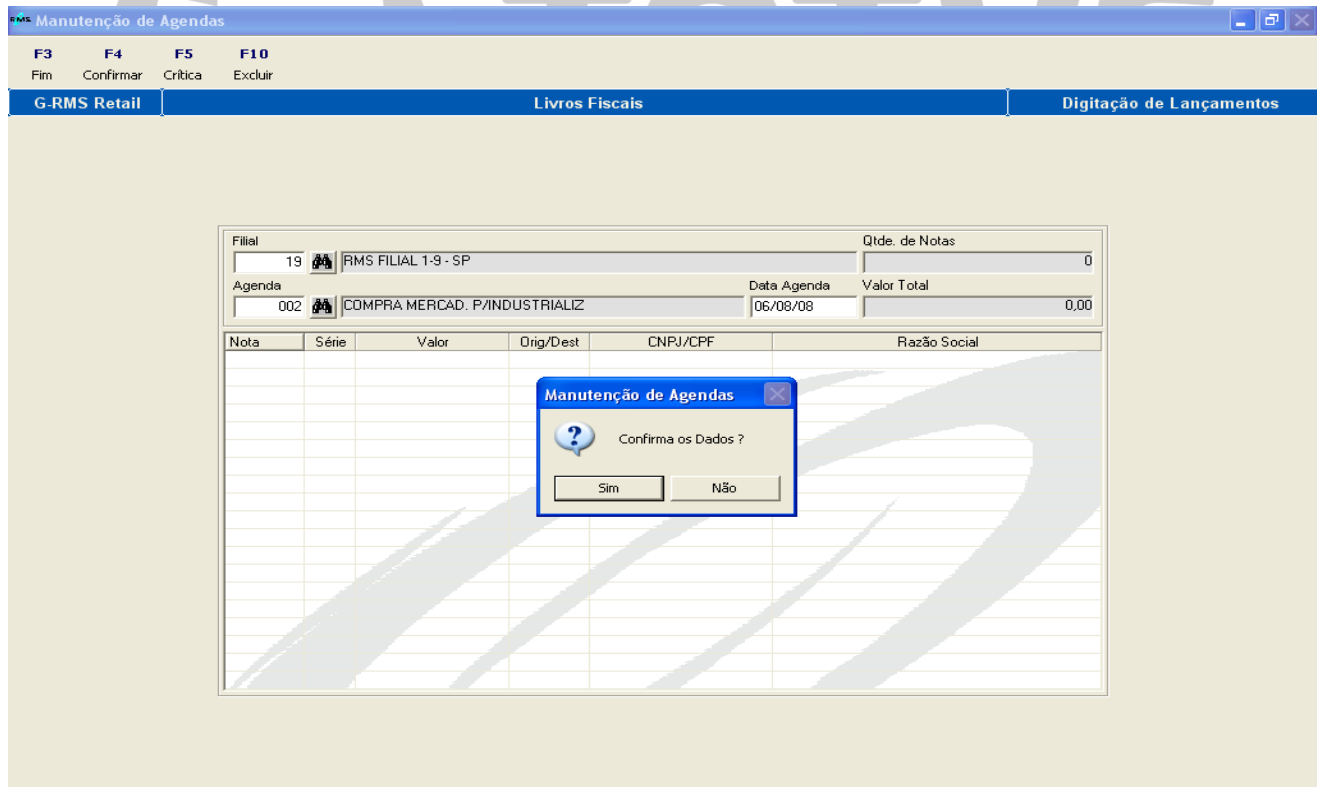 RMS Manutenção de Agendas
F3 F4 F5 F10
Fim Confirmar Crítica Excluir
G-RMS Retail Livros Fiscais Digitação de Lançamentos
Filial Qtde. de Notas
19 RMS FILIAL 1-9 - SP 0
Agenda Data Agenda Valor Total
002 COMPRA MERCAD. P/INDUSTRIALIZ 06/08/08 0,00
Nota Série Valor Orig/Dest CNPJ/CPF Razão Social
Manutenção de Agendas
Confirma os Dados ?
Sim Não